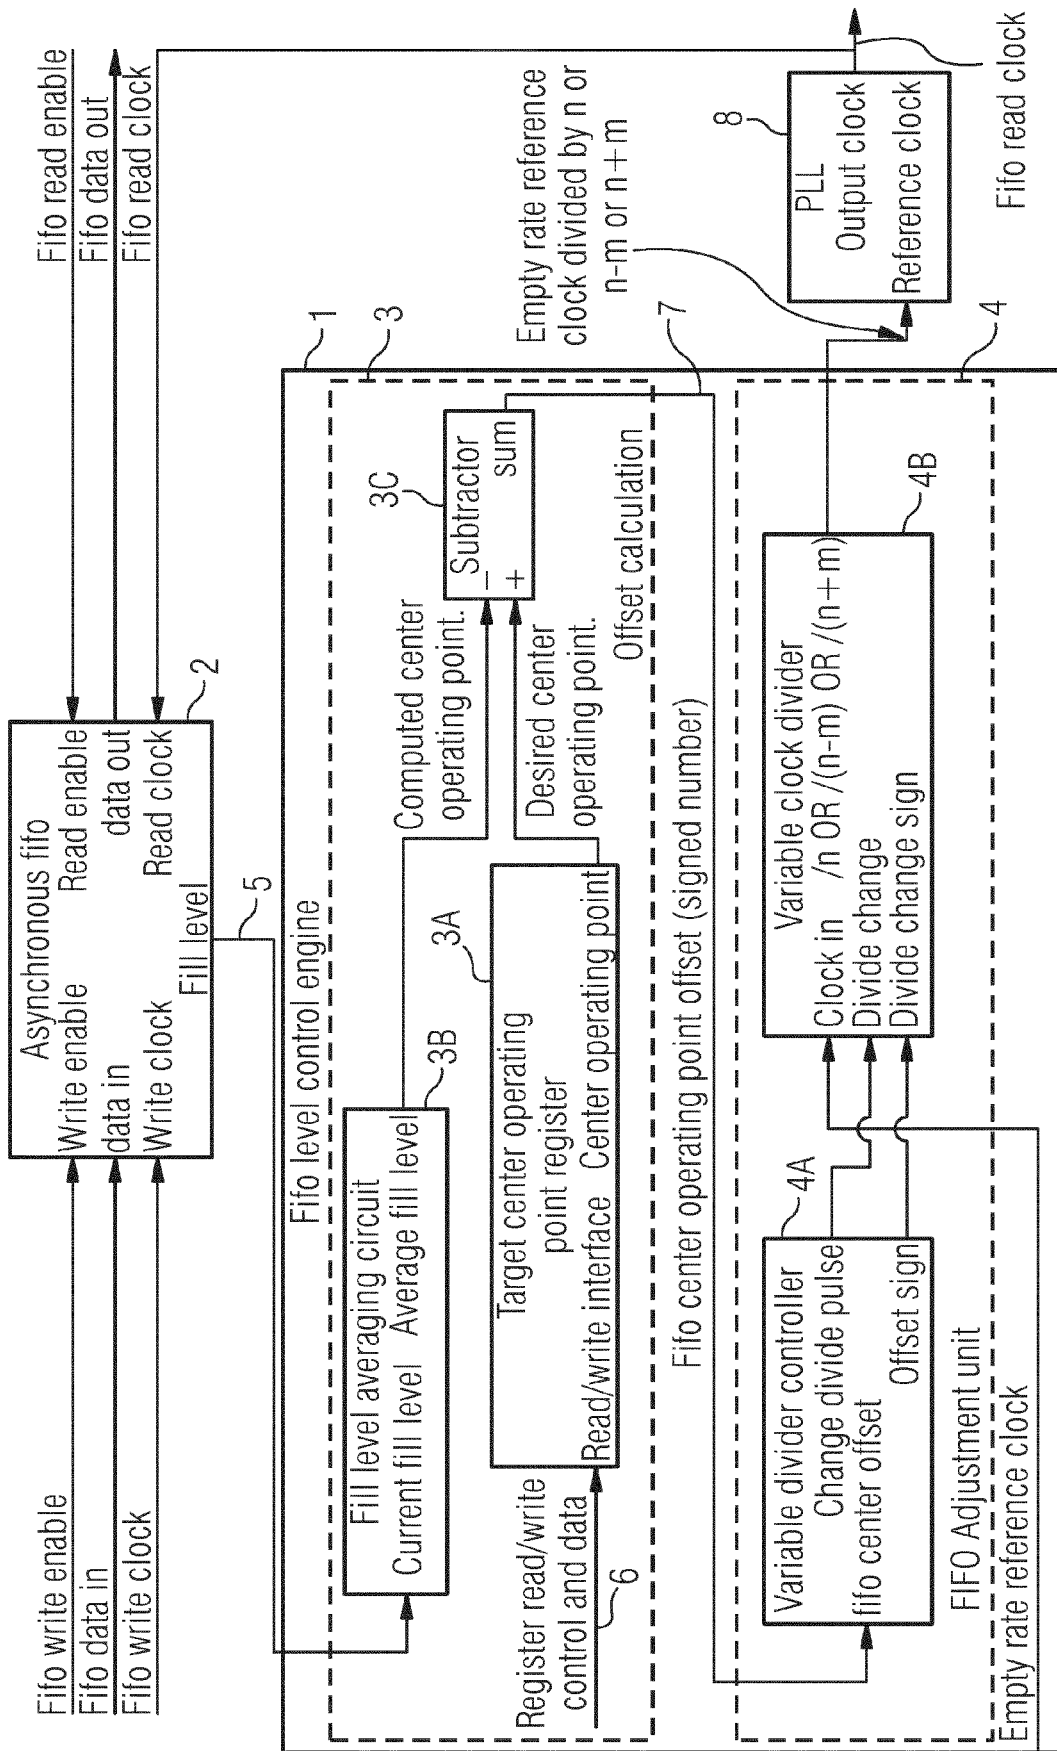 Fifo write enable
Fifo data in
Fifo write clock
Asynchronous fifo
Write enable
Read enable
data in
data out
Write clock
Read clock
Fill level
2
Fifo read enable
Fifo data out
Fifo read clock
5
Fifo level control engine
1
3
Fill level averaging circuit
Current fill level
Average fill level
3B
Computed center
operating point.
3C
Subtractor
−
+
sum
3A
Target center operating
point register
Read/write interface
Center operating point
Desired center
operating point.
Register read/write
control and data
6
Offset calculation
Fifo center operating point offset (signed number)
7
Empty rate reference
clock divided by n or
n-m or n+m
8
PLL
Output clock
Reference clock
Fifo read clock
4
4A
Variable divider controller
Change divide pulse
fifo center offset
Offset sign
Variable clock divider
Clock in
/n OR /(n-m) OR /(n+m)
Divide change
Divide change sign
4B
FIFO Adjustment unit
Empty rate reference clock